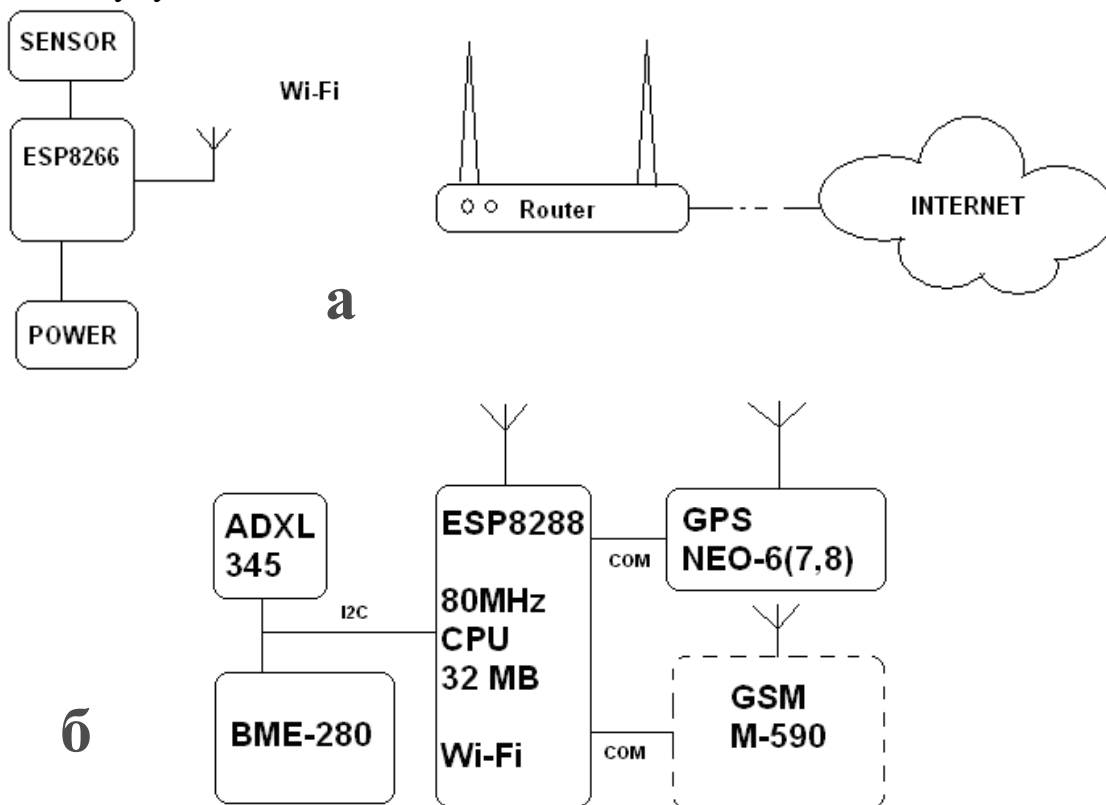 SENSOR
Wi-Fi
ESP8266
Router
INTERNET
POWER
а
ADXL
345
I2C
BME-280
ESP8288
80MHz
CPU
32 MB
Wi-Fi
COM
GPS
NEO-6(7,8)
COM
GSM
M-590
б